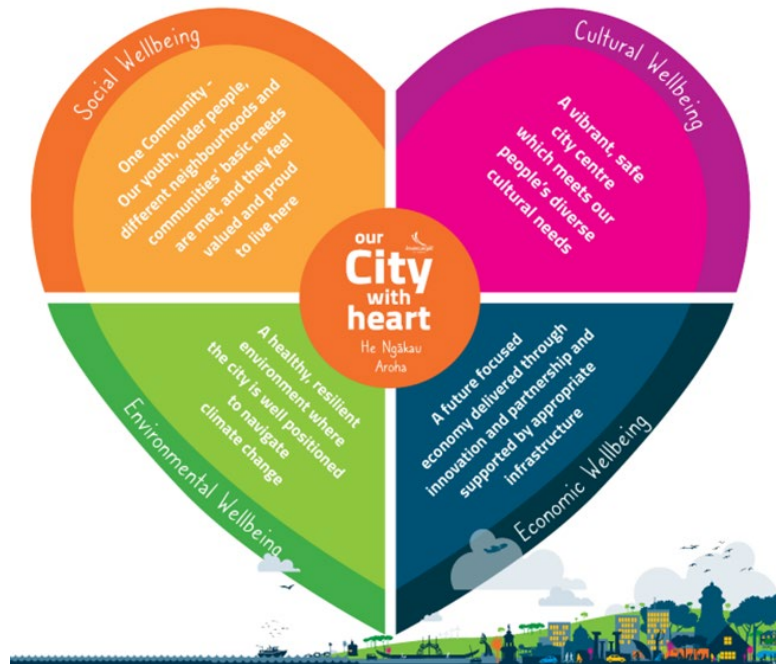 Social Wellbeing
One Community -
Our youth, older people,
different neighbourhoods and
communities' basic needs
are met, and they feel
valued and proud
to live here
Cultural Wellbeing
A vibrant, safe
city centre
which meets our
people's diverse
cultural needs
our
City
with
heart
He Ngākau
Aroha
Environmental Wellbeing
A healthy, resilient
environment where
the city is well positioned
to navigate
climate change
Economic Wellbeing
A future focused
economy delivered through
innovation and partnership and
supported by appropriate
infrastructure